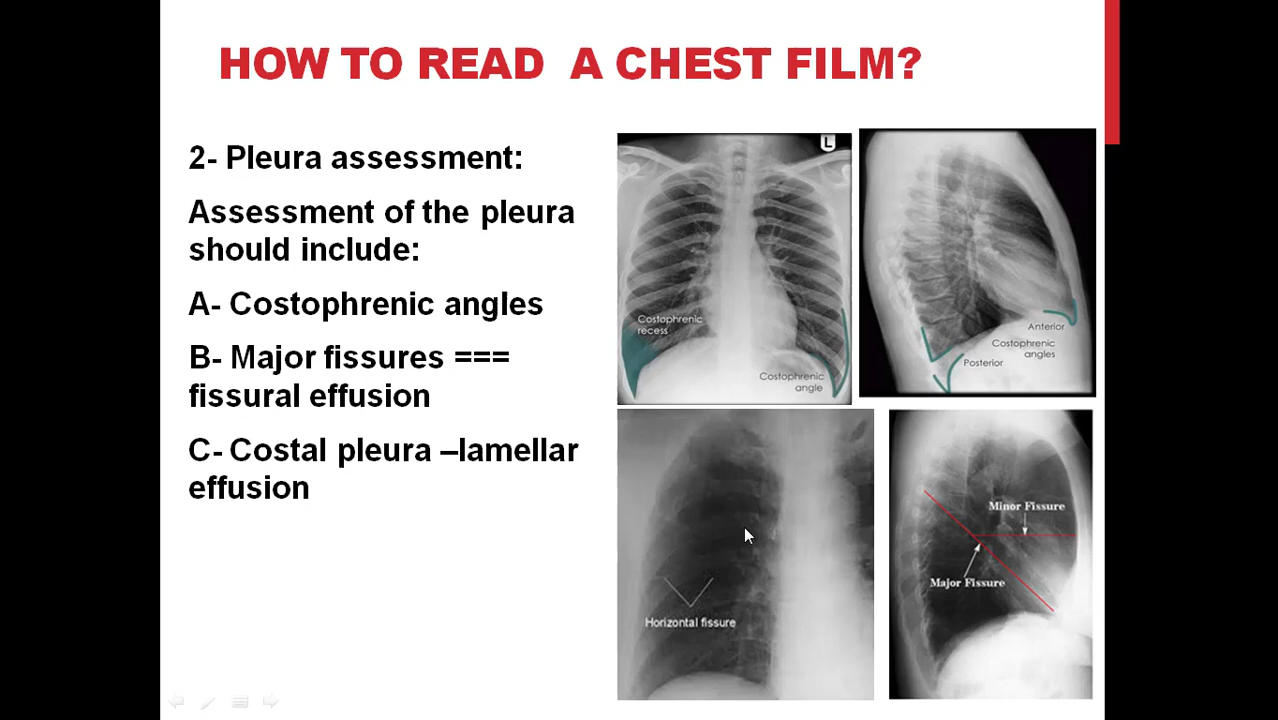 HOW TO READ A CHEST FILM?
2- Pleura assessment:
Assessment of the pleura
should include:
A- Costophrenic angles
B- Major fissures ===
fissural effusion
C- Costal pleura –lamellar
effusion
L
Costophrenic
recess
Costophrenic
angle
Anterior
Costophrenic
angles
Posterior
Horizontal fissure
Minor Fissure
Major Fissure